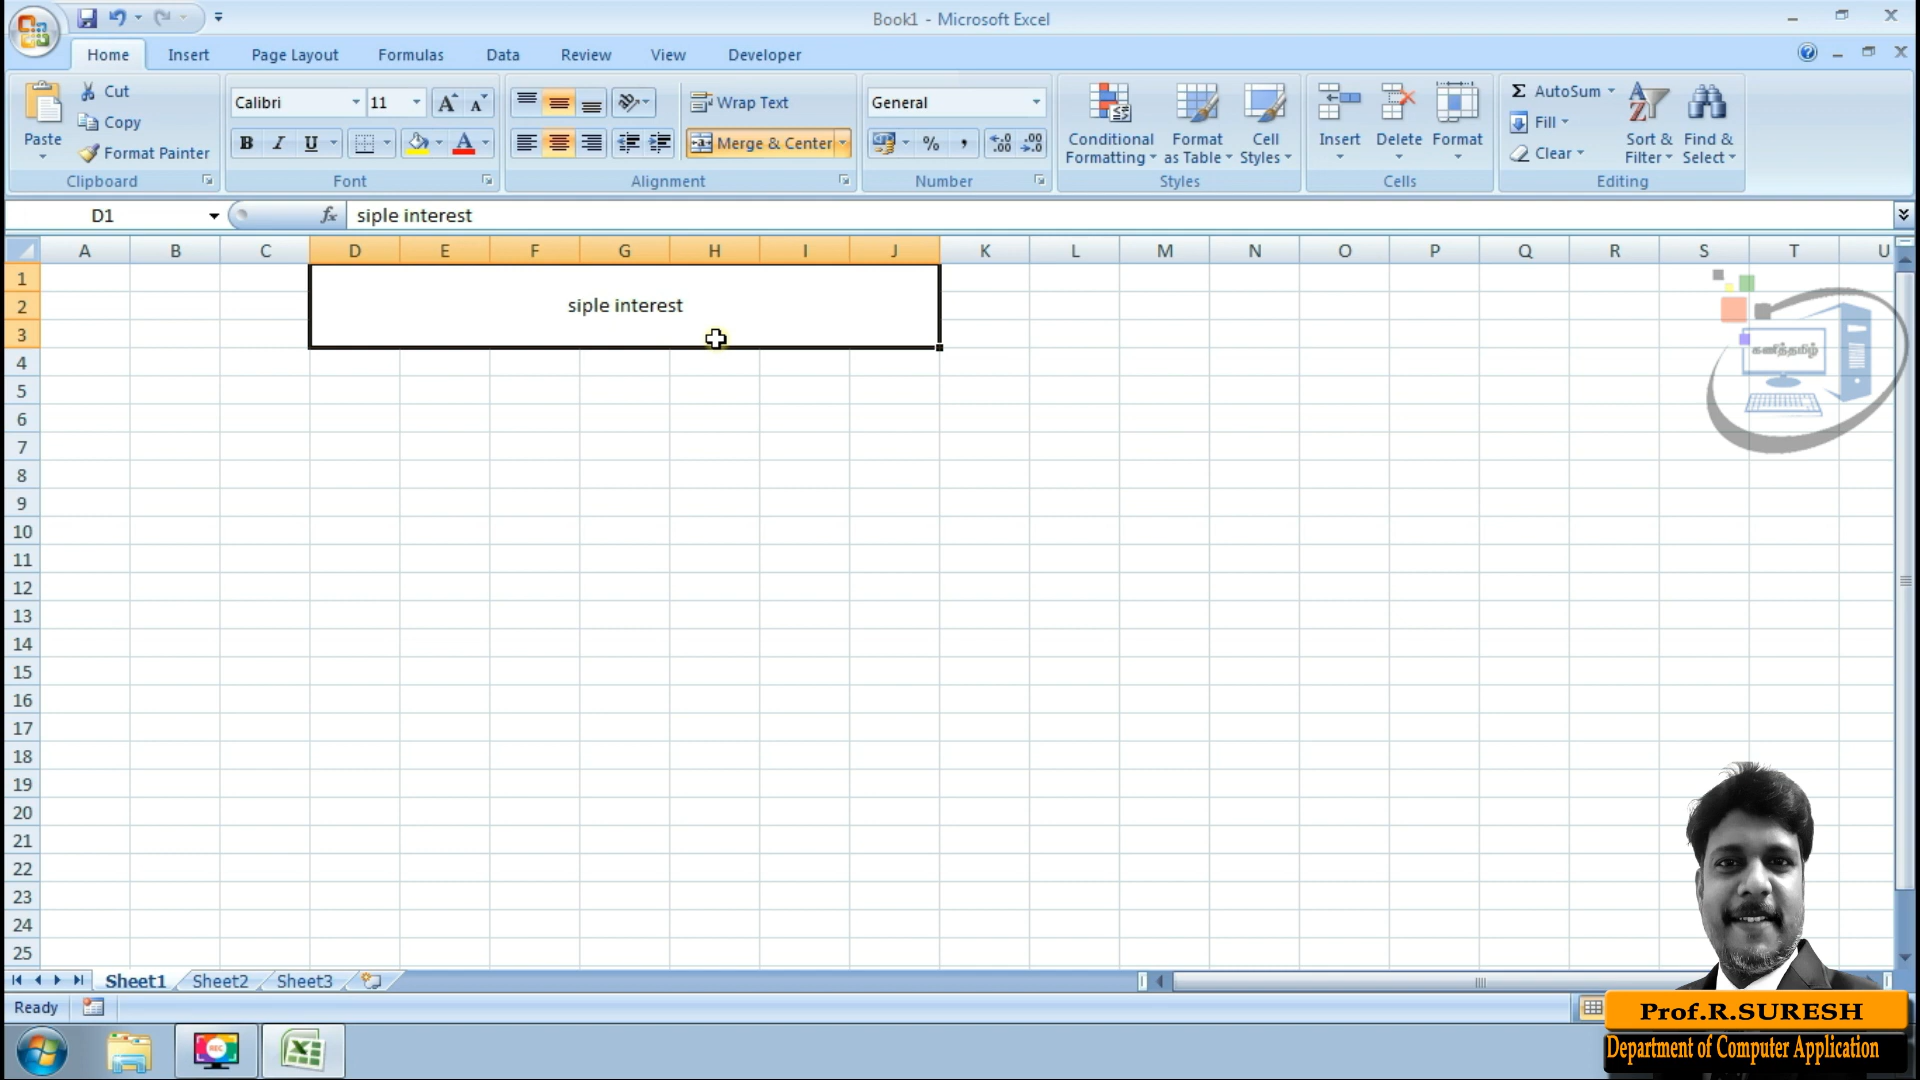 Book1 - Microsoft Excel
Home Insert Page Layout Formulas Data Review View Developer
Paste
Cut
Copy
Format Painter
Clipboard
Calibri 11
B I U
Font
Wrap Text
Merge & Center
Alignment
General
% ,
Number
Conditional Formatting
Format as Table
Cell Styles
Styles
Insert Delete Format
Cells
Σ AutoSum
Fill
Clear
Sort & Filter
Find & Select
Editing
D1 fx siple interest
A B C D E F G H I J K L M N O P Q R S T U
1
2 siple interest
3
4
5
6
7
8
9
10
11
12
13
14
15
16
17
18
19
20
21
22
23
24
25
கணித்தமிழ்
Sheet1 Sheet2 Sheet3
Ready
REC
Prof.R.SURESH
Department of Computer Application